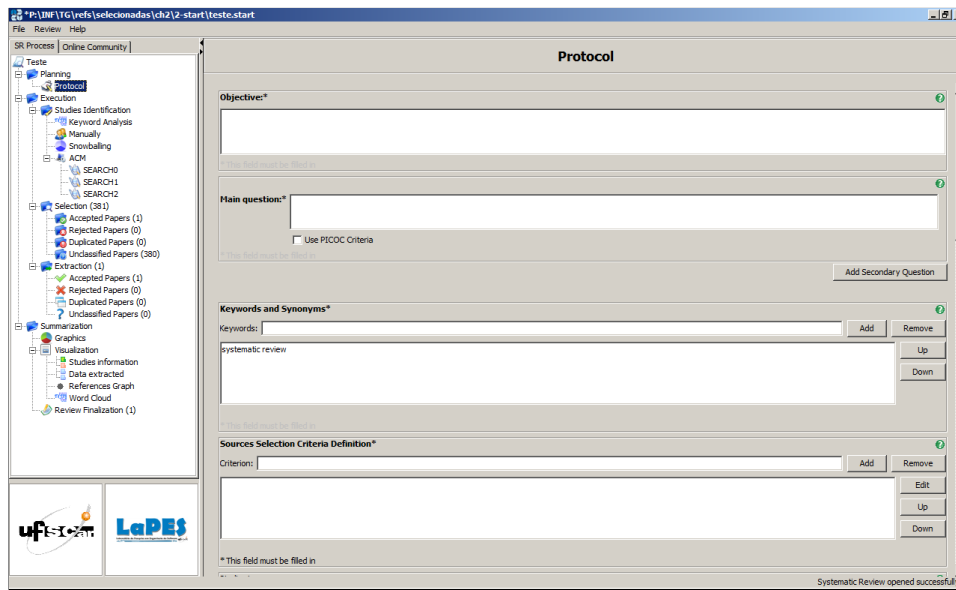 *P:\INF\TG\refs\selecionadas\ch2\2-start\teste.start
File Review Help
SR Process Online Community
Teste
Planning
Protocol
Execution
Studies Identification
Keyword Analysis
Manually
Snowballing
ACM
SEARCH0
SEARCH1
SEARCH2
Selection (381)
Accepted Papers (1)
Rejected Papers (0)
Duplicated Papers (0)
Unclassified Papers (380)
Extraction (1)
Accepted Papers (1)
Rejected Papers (0)
Duplicated Papers (0)
Unclassified Papers (0)
Summarization
Graphics
Visualization
Studies information
Data extracted
References Graph
Word Cloud
Review Finalization (1)
ufscar
LaPES
Protocol
Objective:*
* This field must be filled in
Main question:*
Use PICOC Criteria
* This field must be filled in
Add Secondary Question
Keywords and Synonyms*
Keywords: Add Remove
systematic review
Up
Down
* This field must be filled in
Sources Selection Criteria Definition*
Criterion: Add Remove
Edit
Up
Down
* This field must be filled in
Systematic Review opened successfully